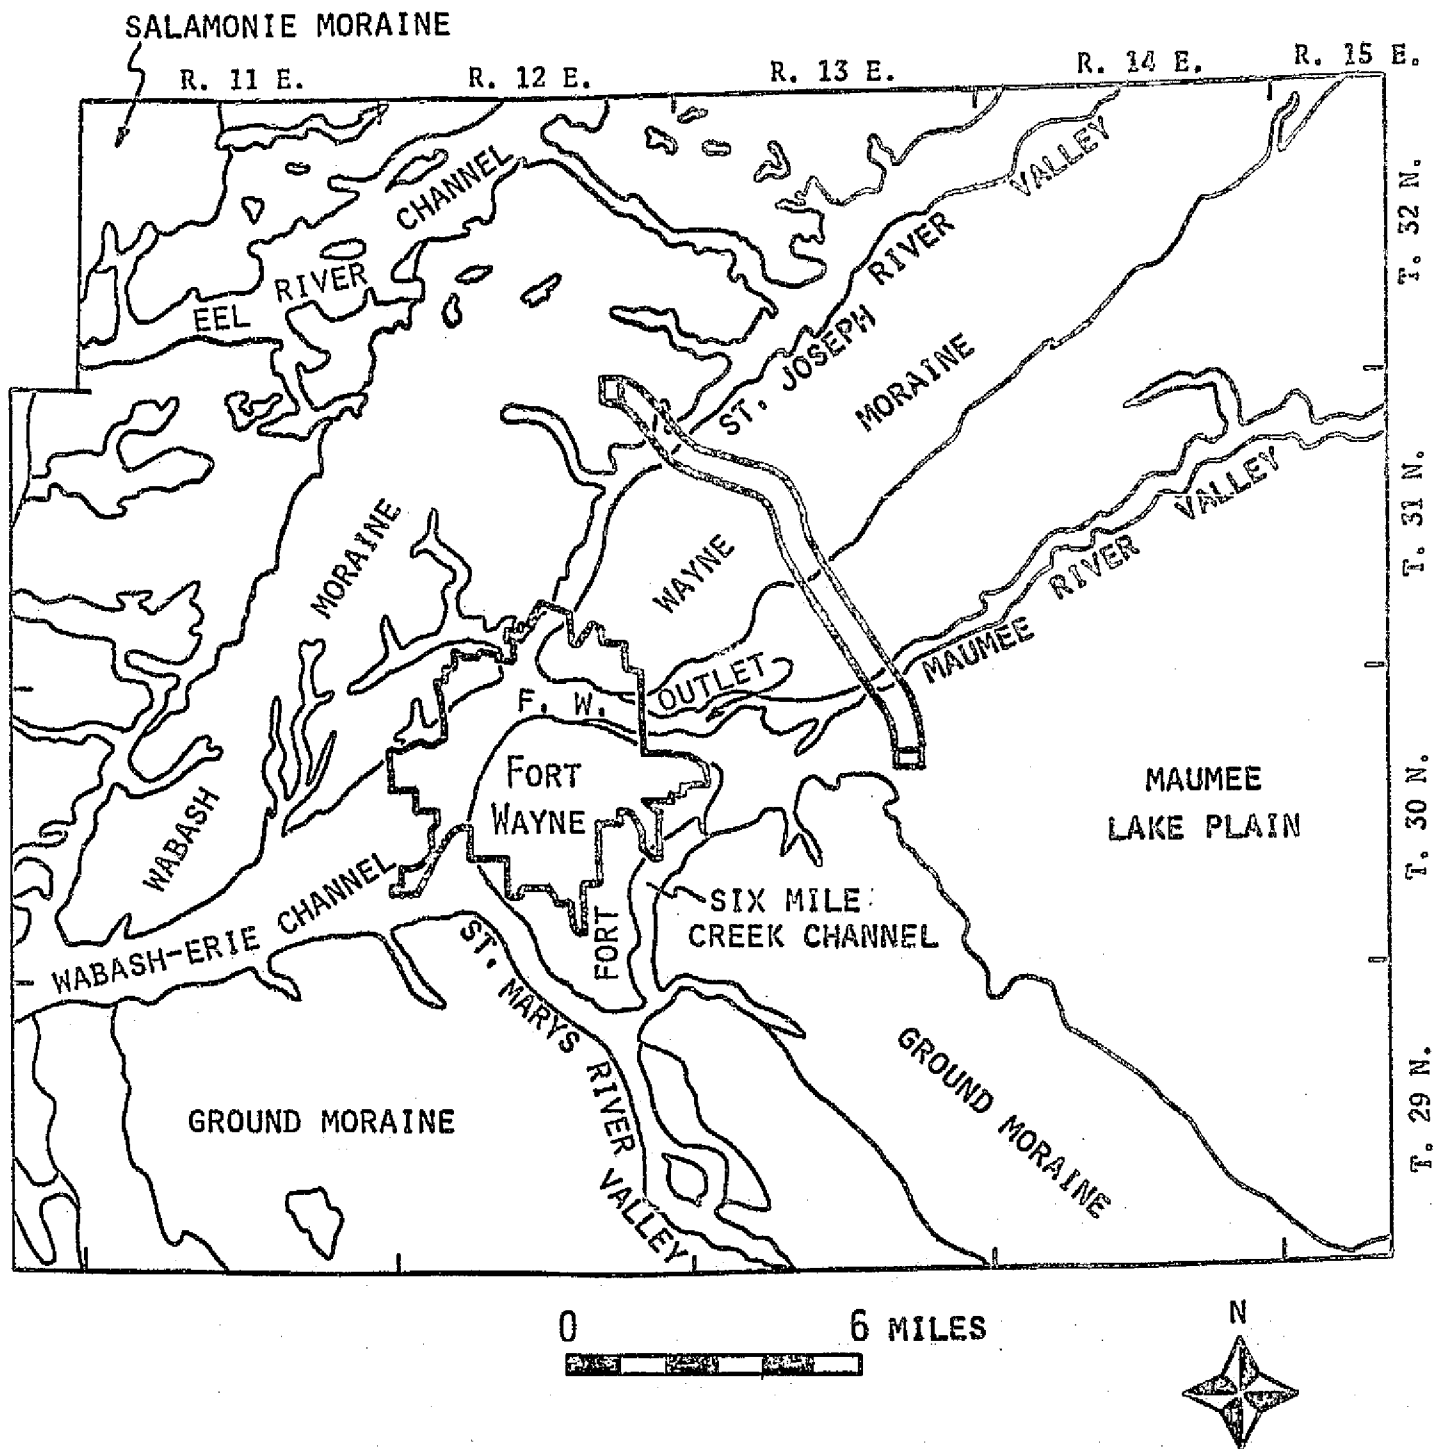 SALAMONIE MORAINE
R. 11 E.
R. 12 E.
R. 13 E.
R. 14 E.
R. 15 E.
T. 32 N.
T. 31 N.
T. 30 N.
T. 29 N.
EEL RIVER CHANNEL
ST. JOSEPH RIVER VALLEY
WABASH MORAINE
FORT
WAYNE
MORAINE
MAUMEE RIVER VALLEY
F. W. OUTLET
FORT
WAYNE
MAUMEE
LAKE PLAIN
WABASH-ERIE CHANNEL
SIX MILE
CREEK CHANNEL
ST. MARYS RIVER VALLEY
GROUND MORAINE
GROUND MORAINE
0
6 MILES
N